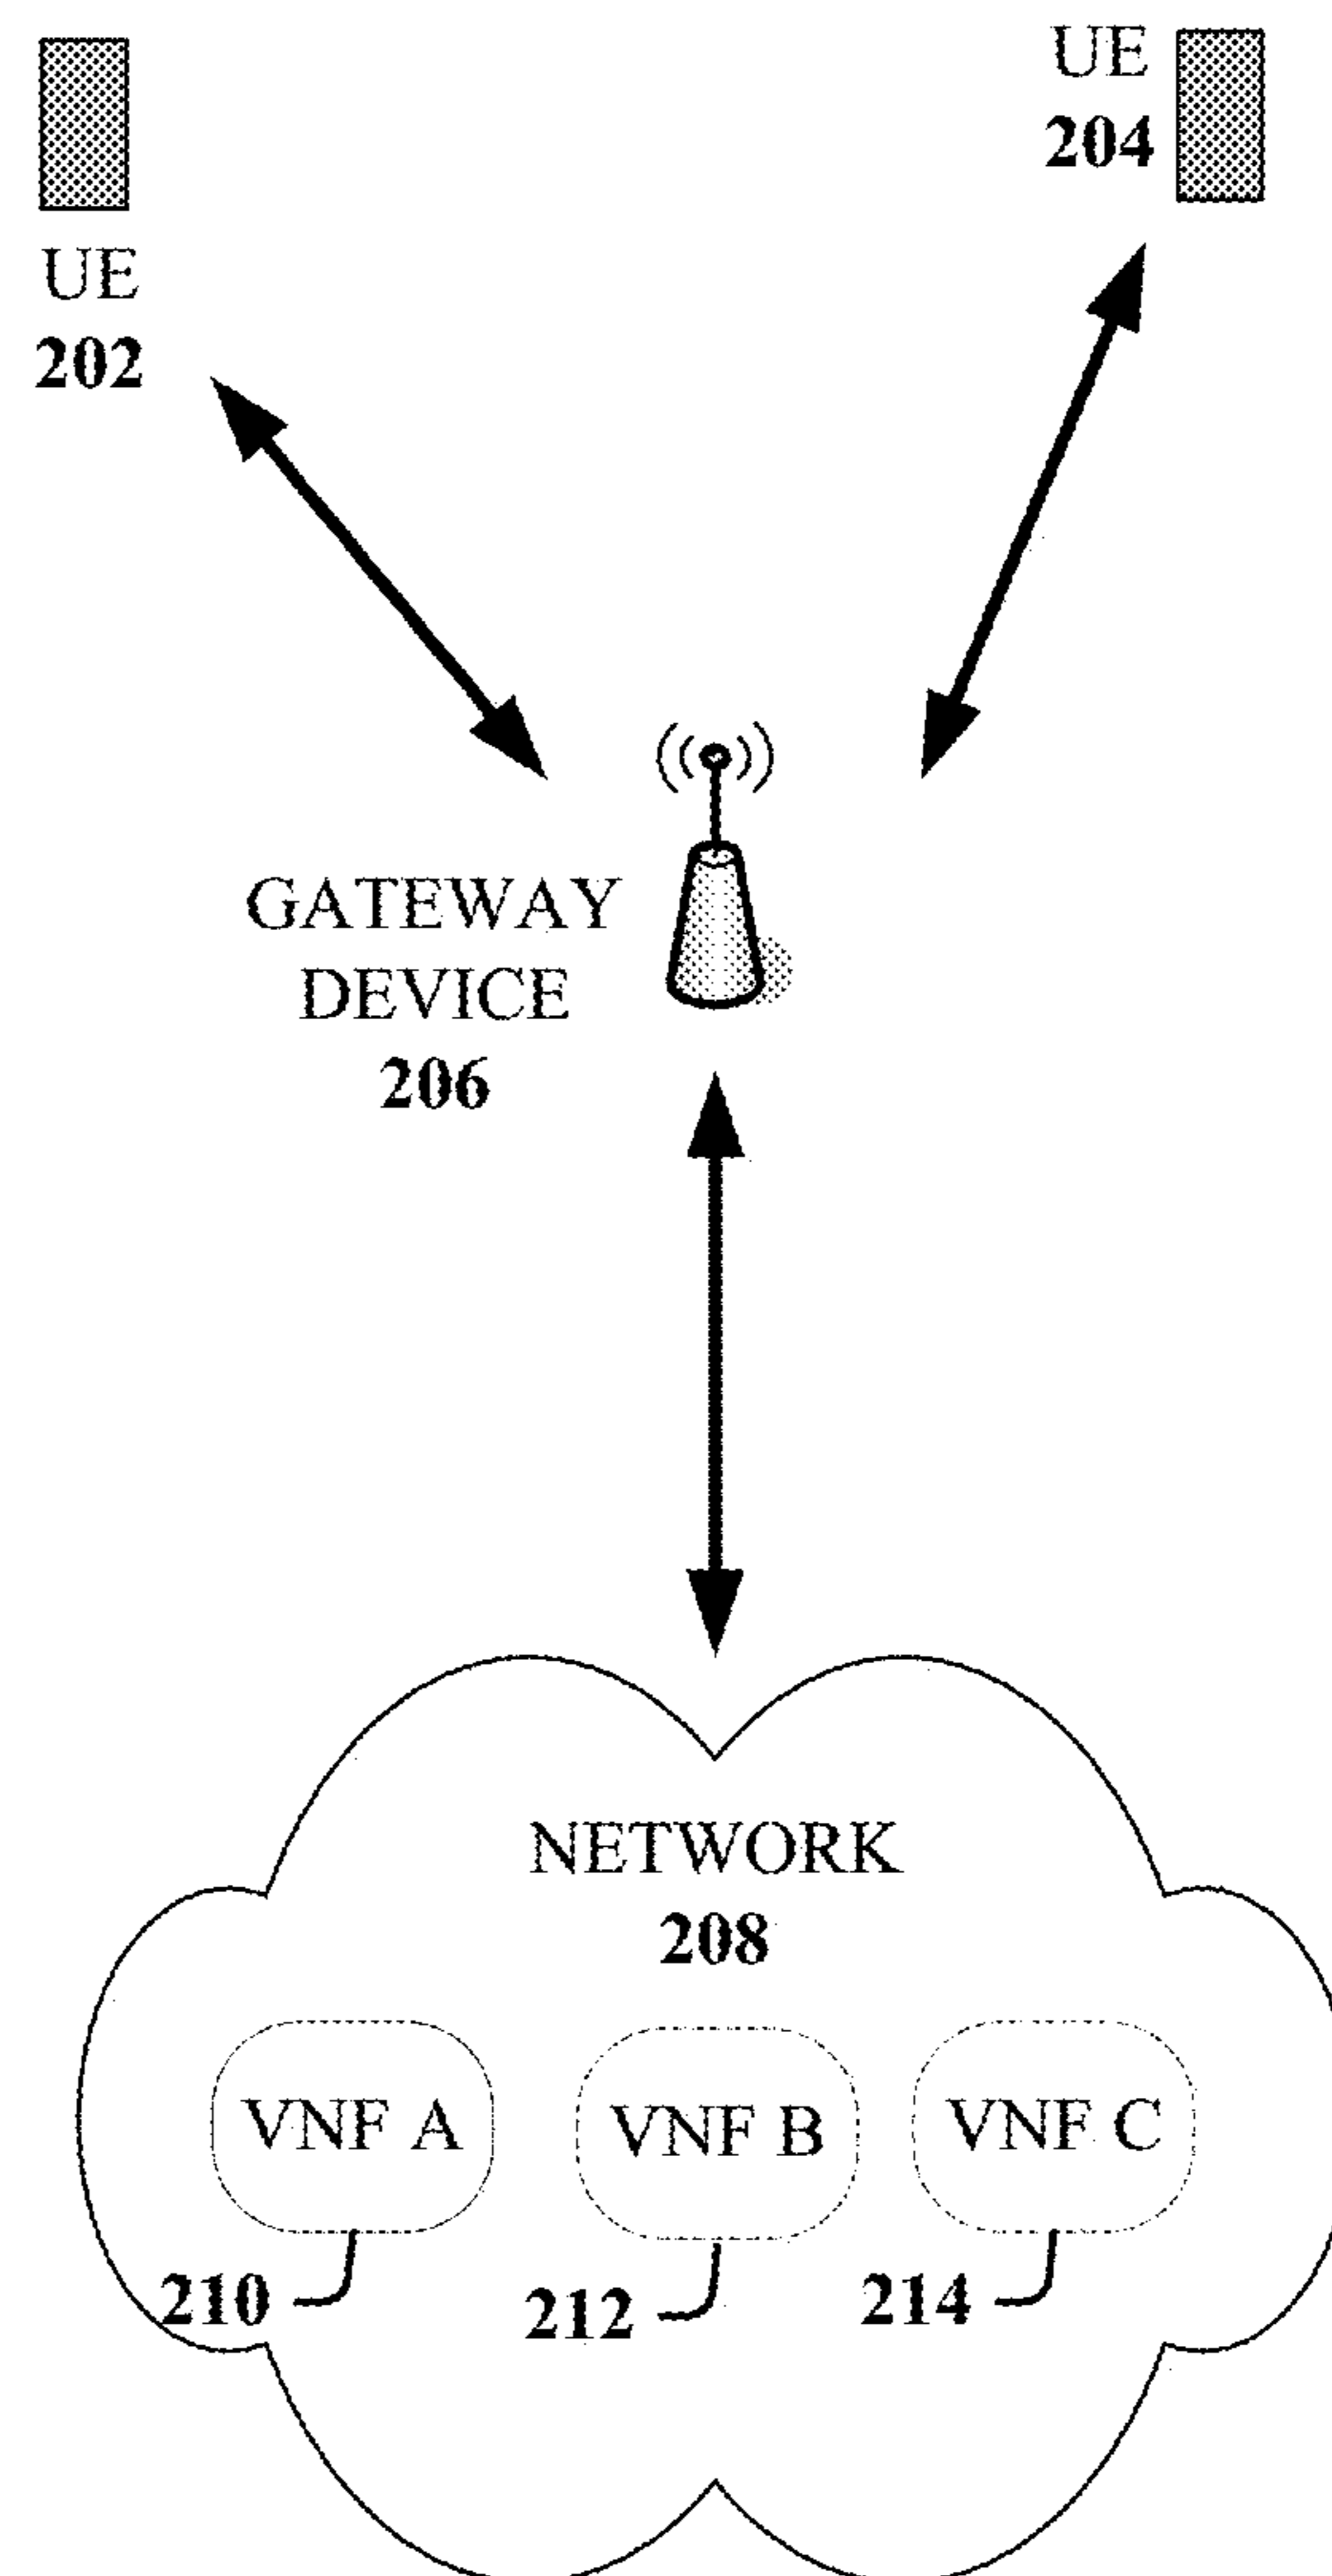 UE
204
UE
202
GATEWAY
DEVICE
206
NETWORK
208
VNF A
VNF B
VNF C
210
212
214